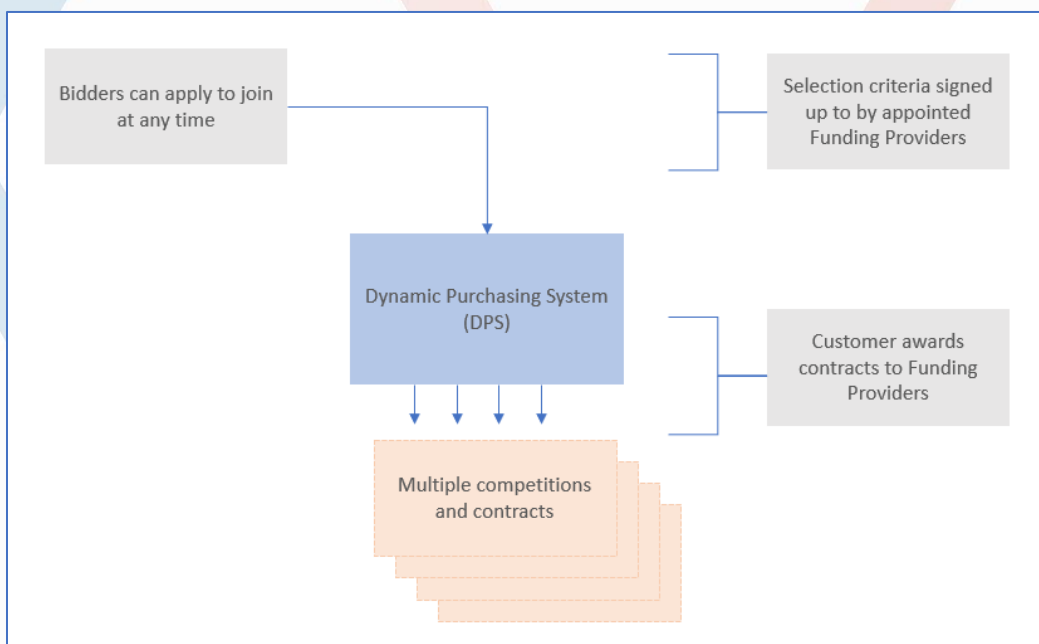 Bidders can apply to join
at any time
Selection criteria signed
up to by appointed
Funding Providers
Dynamic Purchasing System
(DPS)
Customer awards
contracts to Funding
Providers
Multiple competitions
and contracts